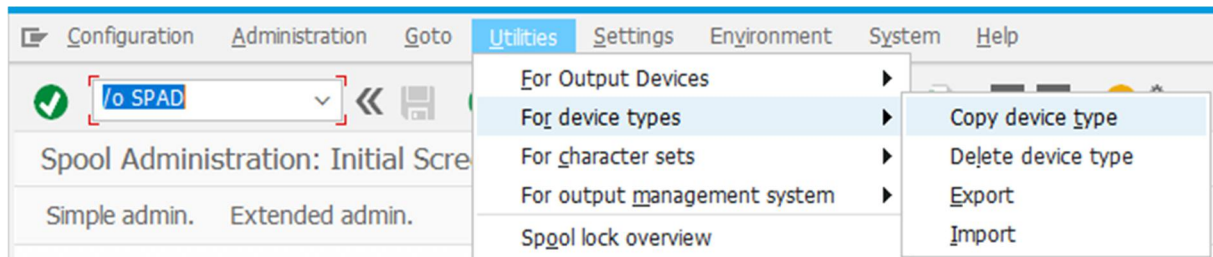 Configuration Administration Goto Utilities Settings Environment System Help
/o SPAD
For Output Devices
For device types
Copy device type
Spool Administration: Initial Scre
For character sets
Delete device type
For output management system
Export
Simple admin. Extended admin.
Spool lock overview
Import